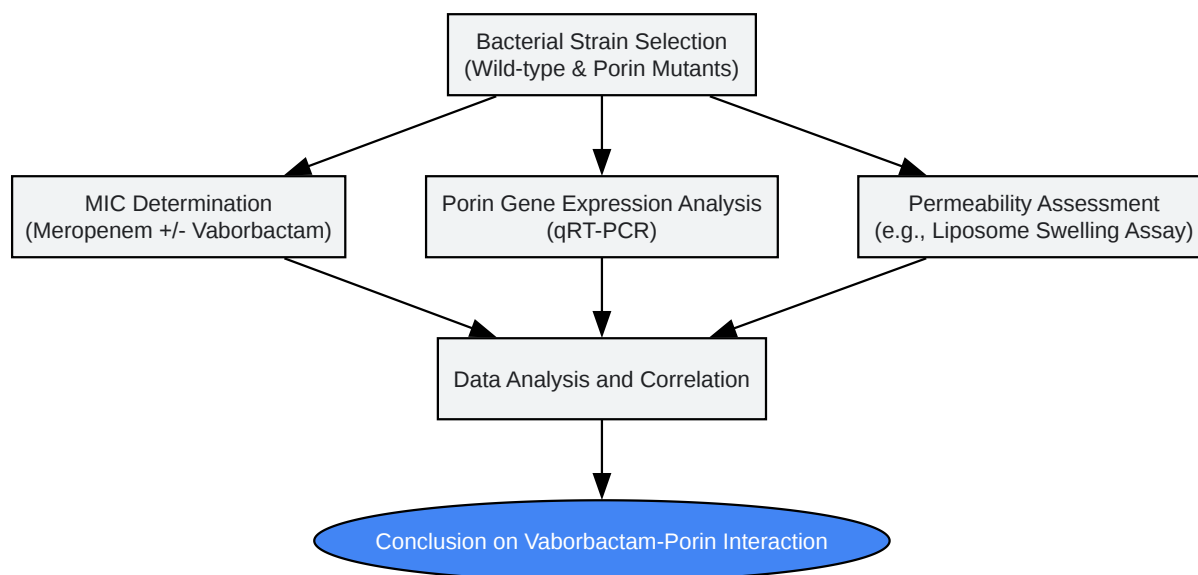 Bacterial Strain Selection
(Wild-type & Porin Mutants)
MIC Determination
(Meropenem +/- Vaborbactam)
Porin Gene Expression Analysis
(qRT-PCR)
Permeability Assessment
(e.g., Liposome Swelling Assay)
Data Analysis and Correlation
Conclusion on Vaborbactam-Porin Interaction